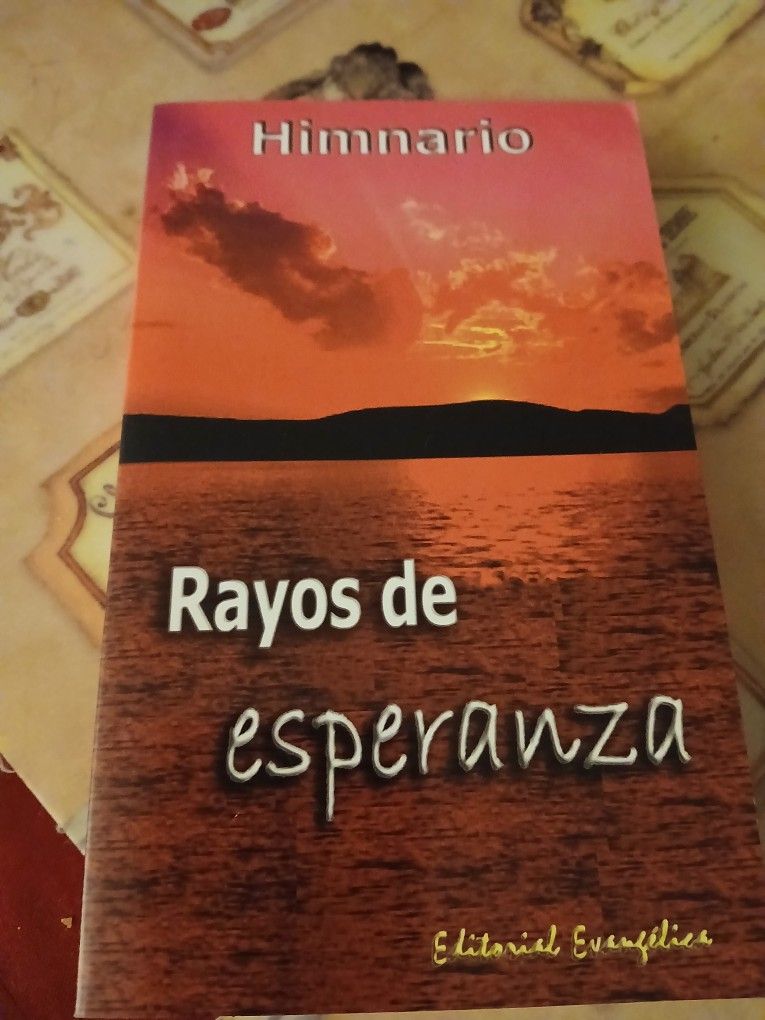 Himnario
Rayos de
esperanza
Editorial Evangélica